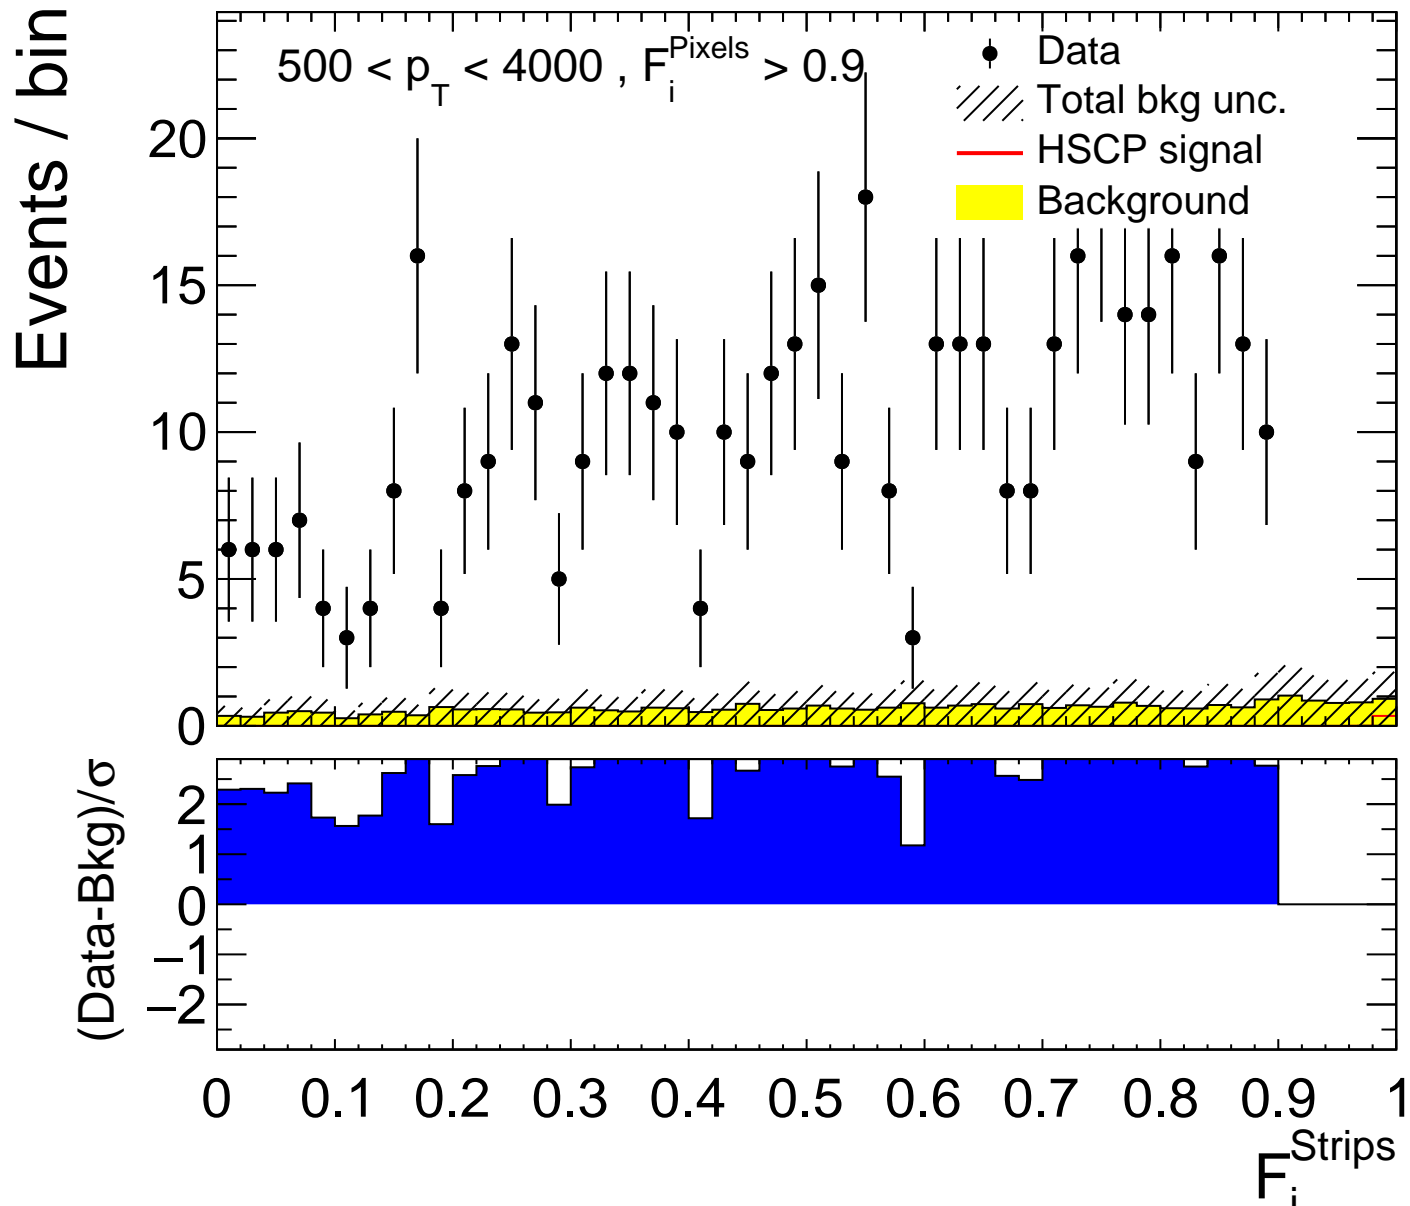 Events / bin
500 < p_T < 4000 , F_i^Pixels > 0.9
Data
Total bkg unc.
HSCP signal
Background
20
15
10
5
0
(Data-Bkg)/σ
2
1
0
−1
−2
0 0.1 0.2 0.3 0.4 0.5 0.6 0.7 0.8 0.9 1
F_i^Strips